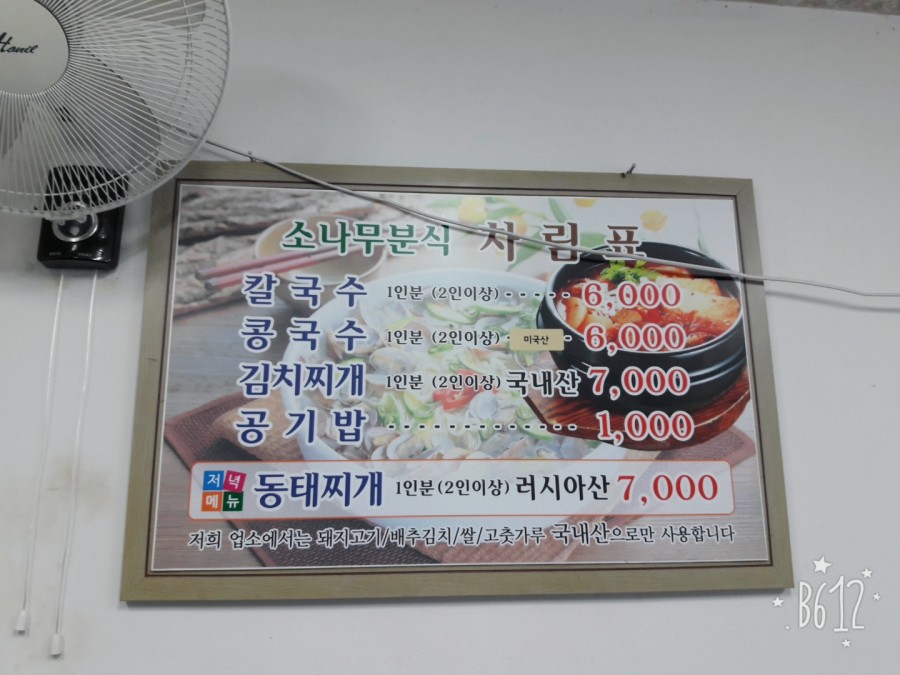 Hanil
소나무분식 차림표
칼국수 1인분 (2인이상) ----- 6,000
콩국수 1인분 (2인이상) - 미국산 - 6,000
김치찌개 1인분 (2인이상) 국내산 7,000
공기밥 ------------- 1,000
저녁메뉴 동태찌개 1인분(2인이상) 러시아산 7,000
저희 업소에서는 돼지고기/배추김치/쌀/고춧가루 국내산으로만 사용합니다
B612